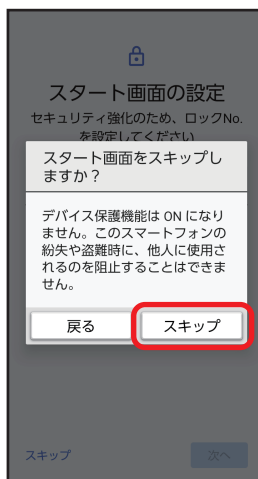 スタート画面の設定
セキュリティ強化のため、ロックNo.
を設定してください
スタート画面をスキップし
ますか？
デバイス保護機能は ON になり
ません。このスマートフォンの
紛失や盗難時に、他人に使用さ
れるのを阻止することはできま
せん。
戻る
スキップ
スキップ
次へ